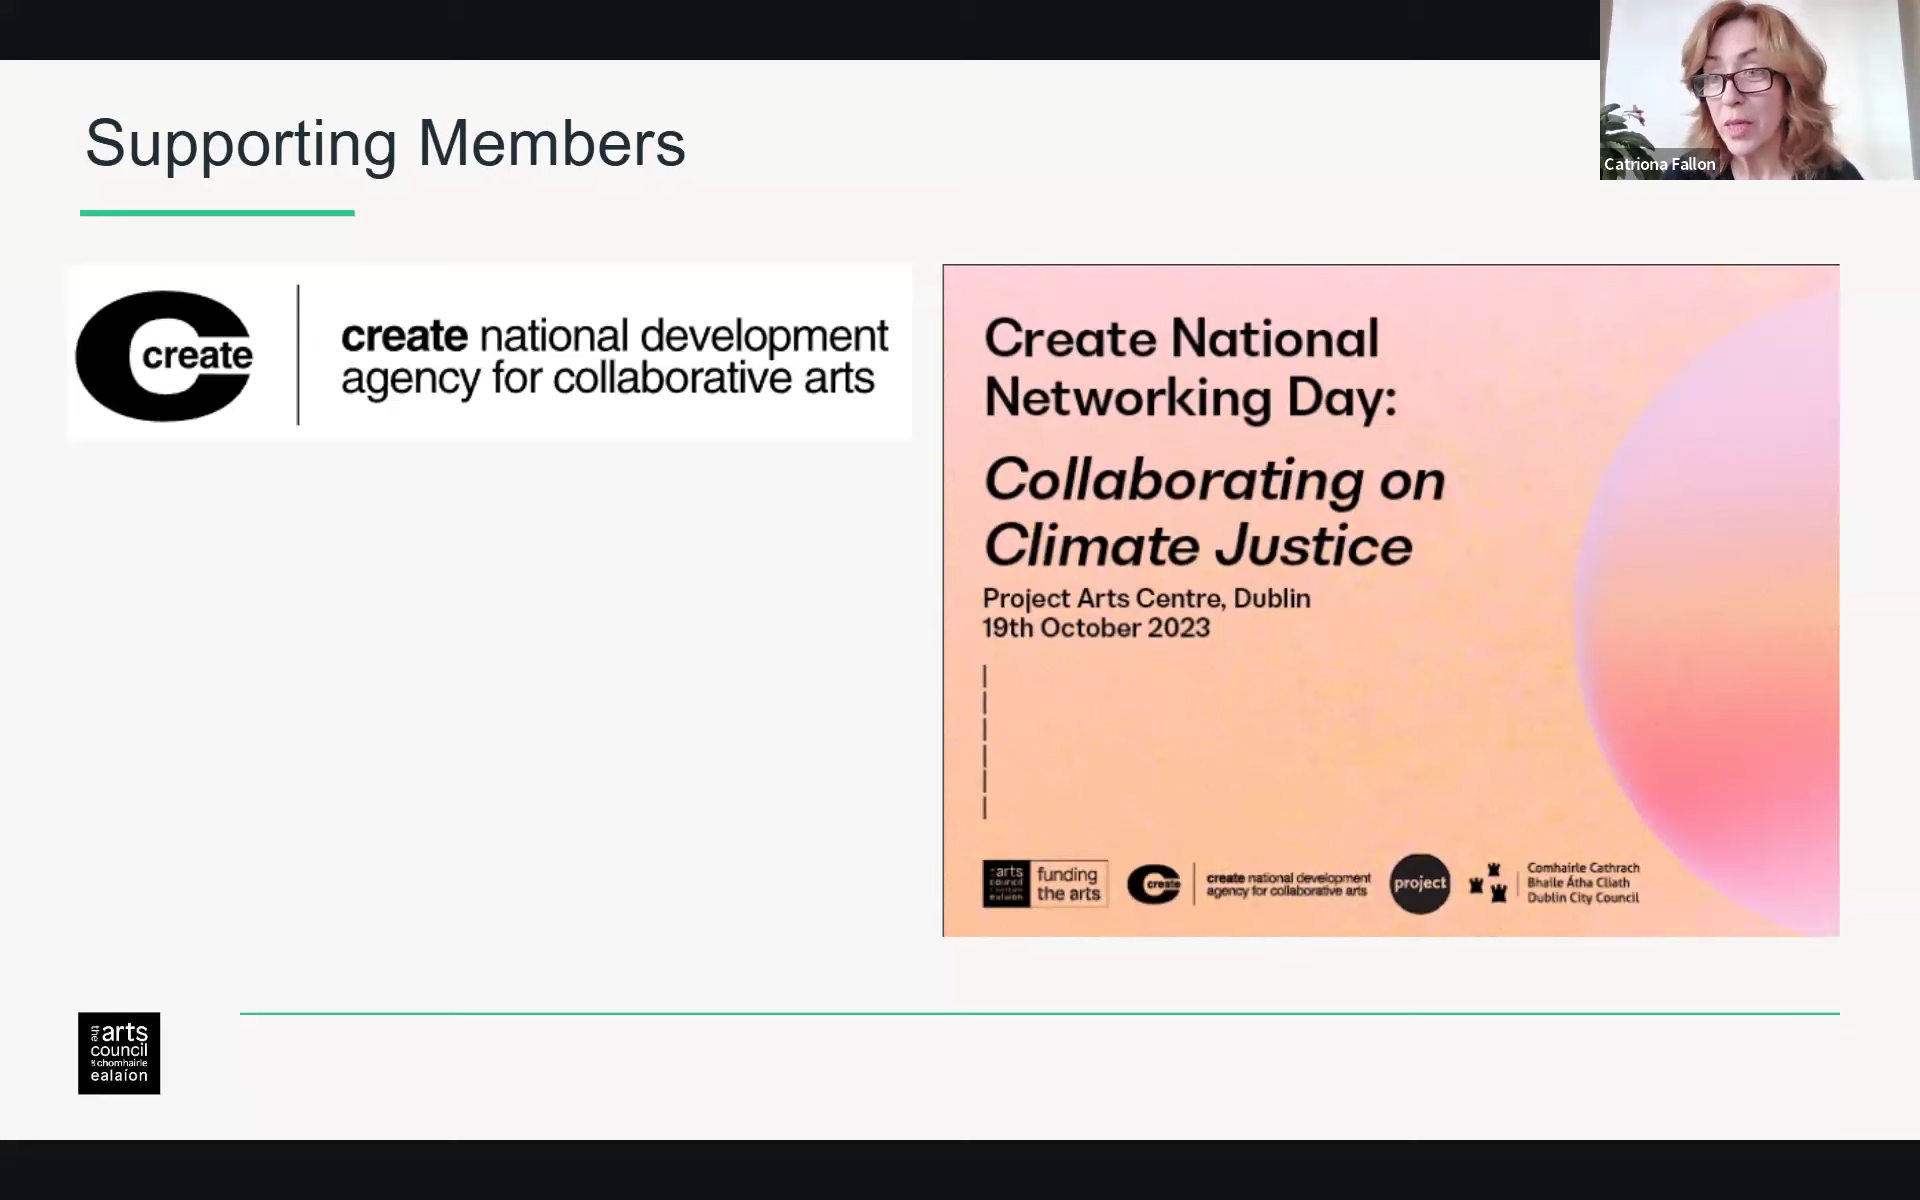 Supporting Members
Catriona Fallon
create
create national development
agency for collaborative arts
Create National
Networking Day:
Collaborating on
Climate Justice
Project Arts Centre, Dublin
19th October 2023
arts
council
ealaíon
funding
the arts
create
create national development
agency for collaborative arts
project
Comhairle Cathrach
Bhaile Átha Cliath
Dublin City Council
the arts
council
chomhairle
ealaíon